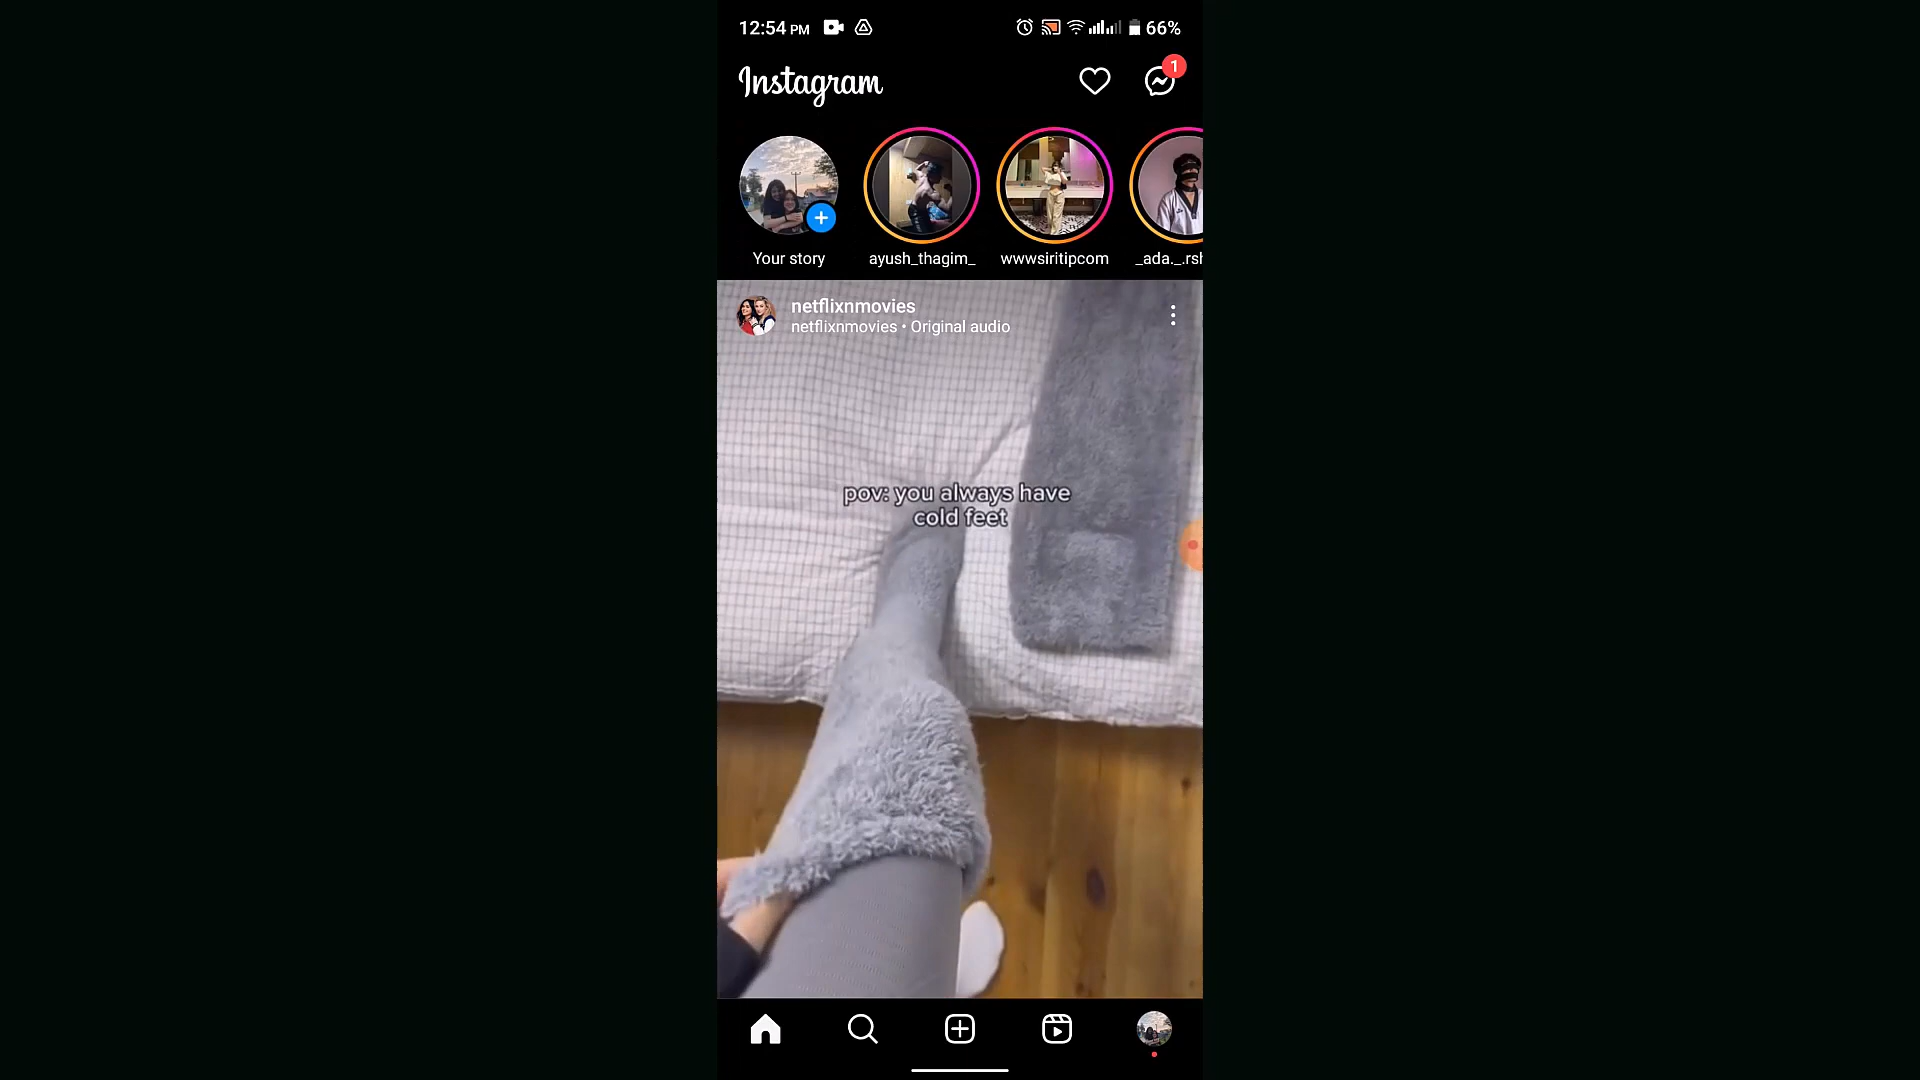 12:54 PM
66%
Instagram
1
Your story
ayush_thagim_
wwwsiritipcom
_ada._.rsh
netflixnmovies
netflixnmovies • Original audio
pov: you always have
cold feet